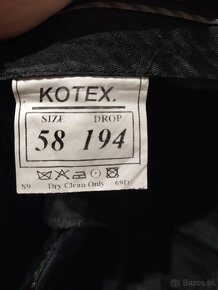 KOTEX.
SIZE DROP
58 194
S9 Dry Clean Only 69D
Bazos.sk